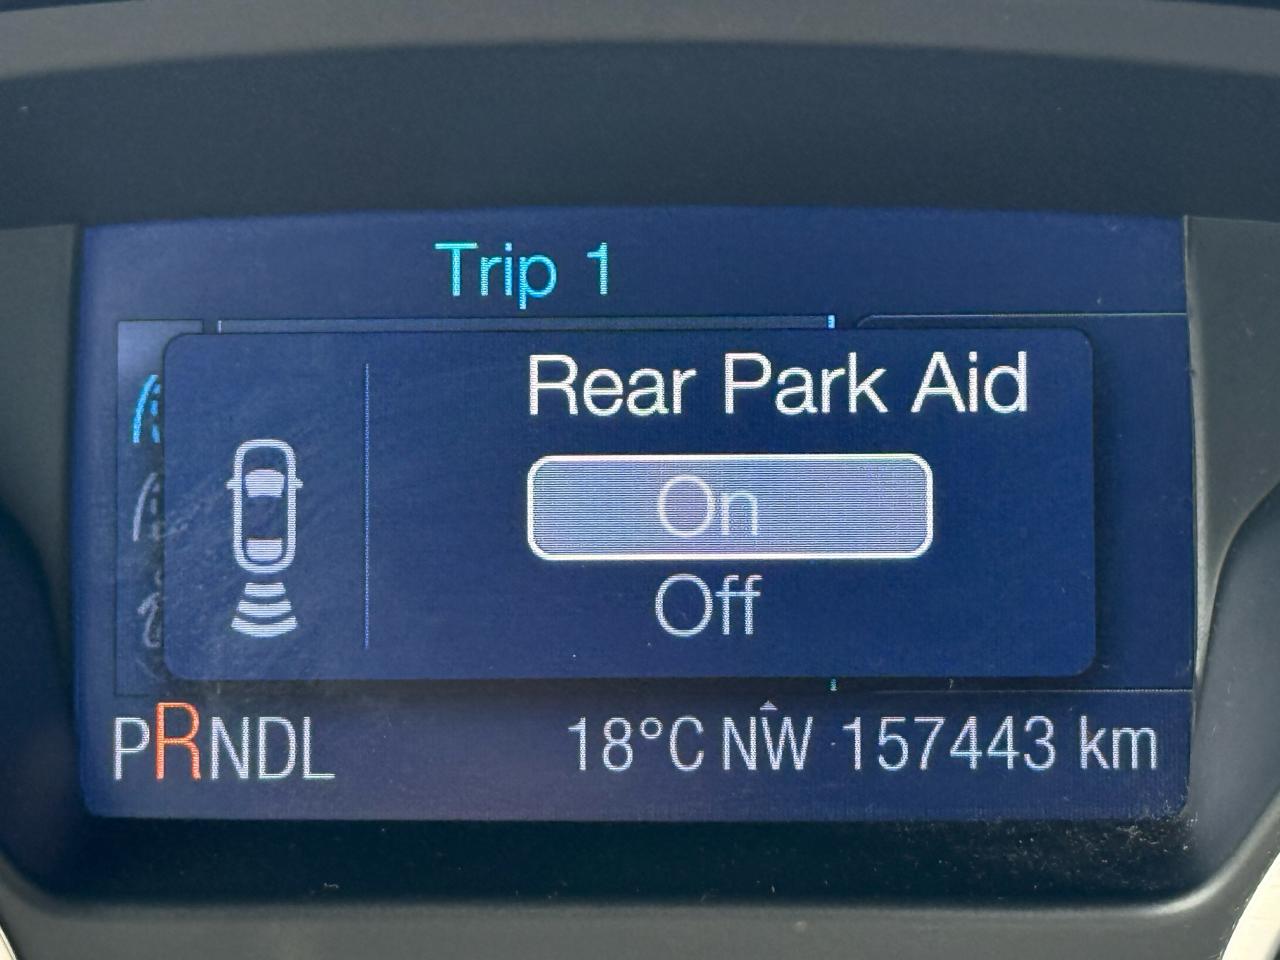 Trip 1
Rear Park Aid
On
Off
PRNDL 18°C NW 157443 km